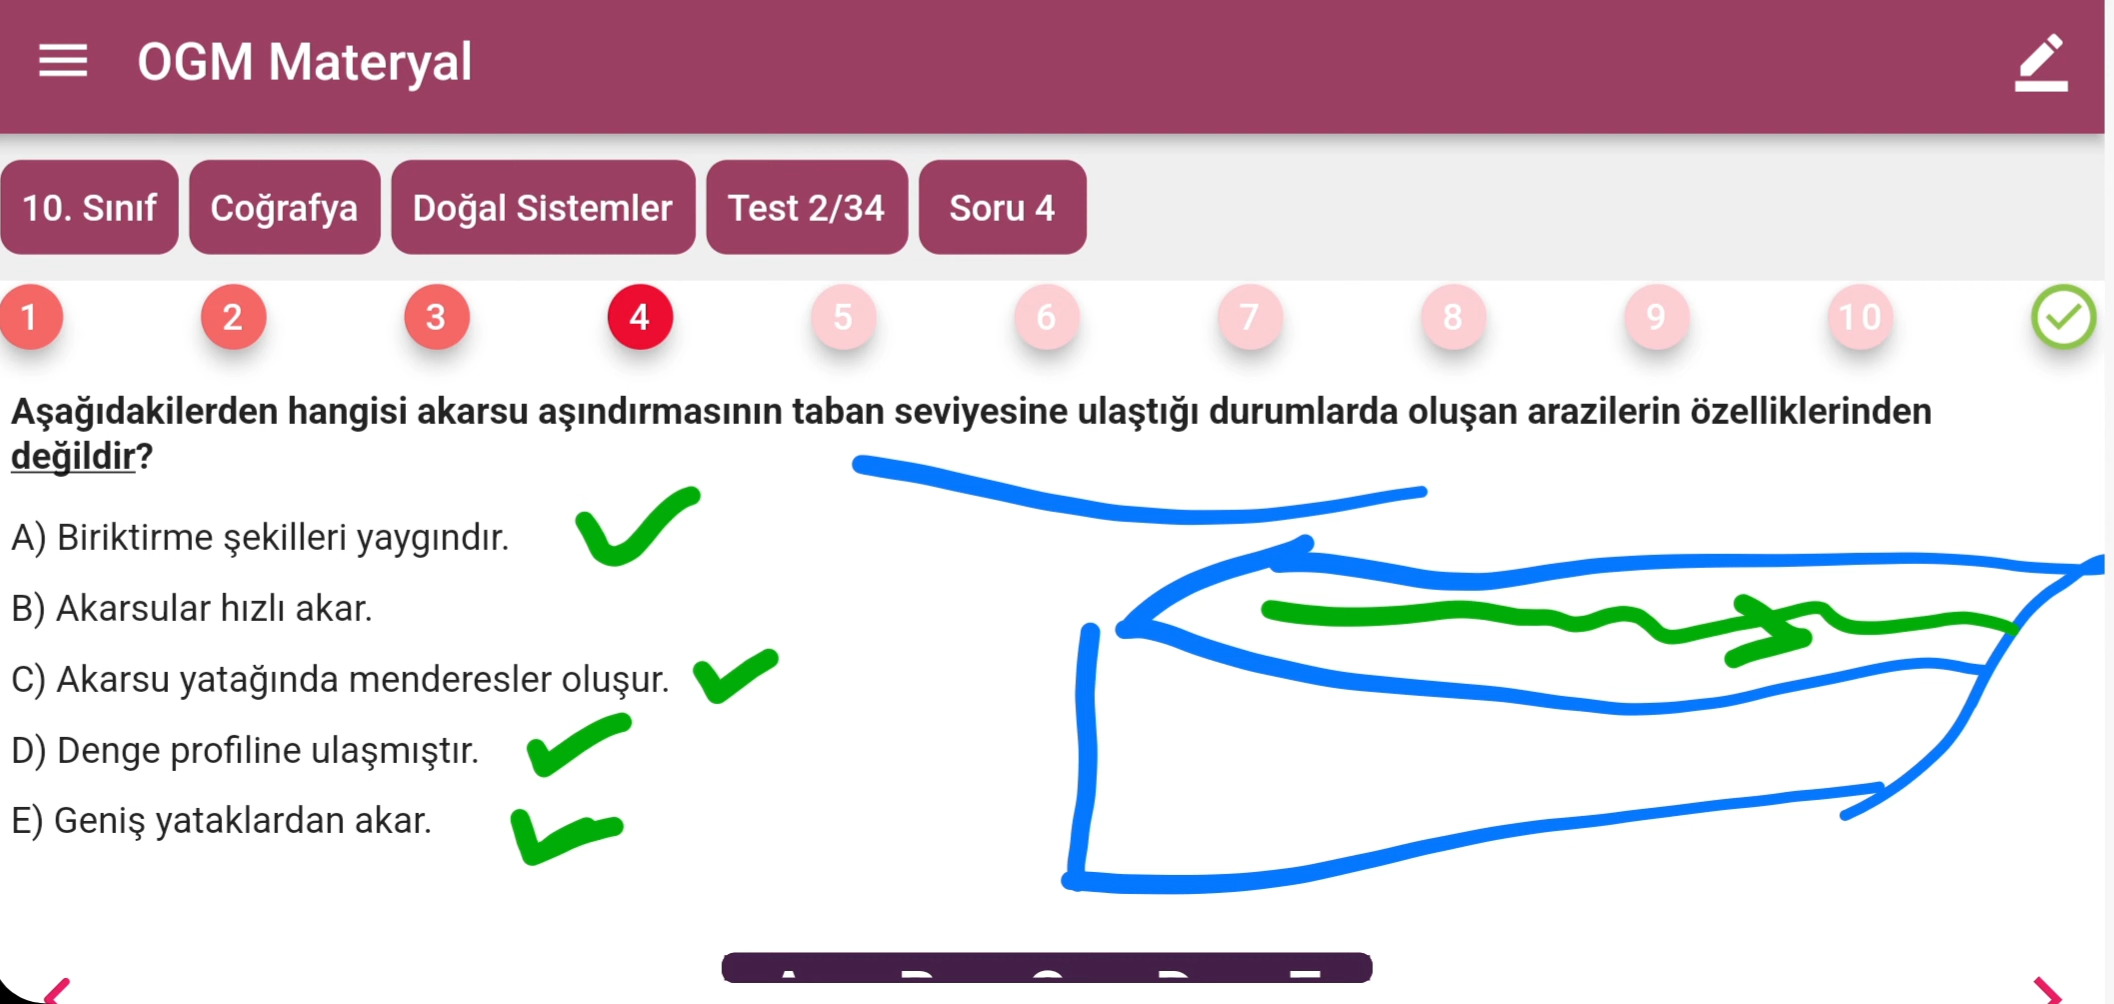 OGM Materyal
10. Sınıf Coğrafya Doğal Sistemler Test 2/34 Soru 4
1 2 3 4 5 6 7 8 9 10
Aşağıdakilerden hangisi akarsu aşındırmasının taban seviyesine ulaştığı durumlarda oluşan arazilerin özelliklerinden
değildir?
A) Biriktirme şekilleri yaygındır.
B) Akarsular hızlı akar.
C) Akarsu yatağında menderesler oluşur.
D) Denge profiline ulaşmıştır.
E) Geniş yataklardan akar.